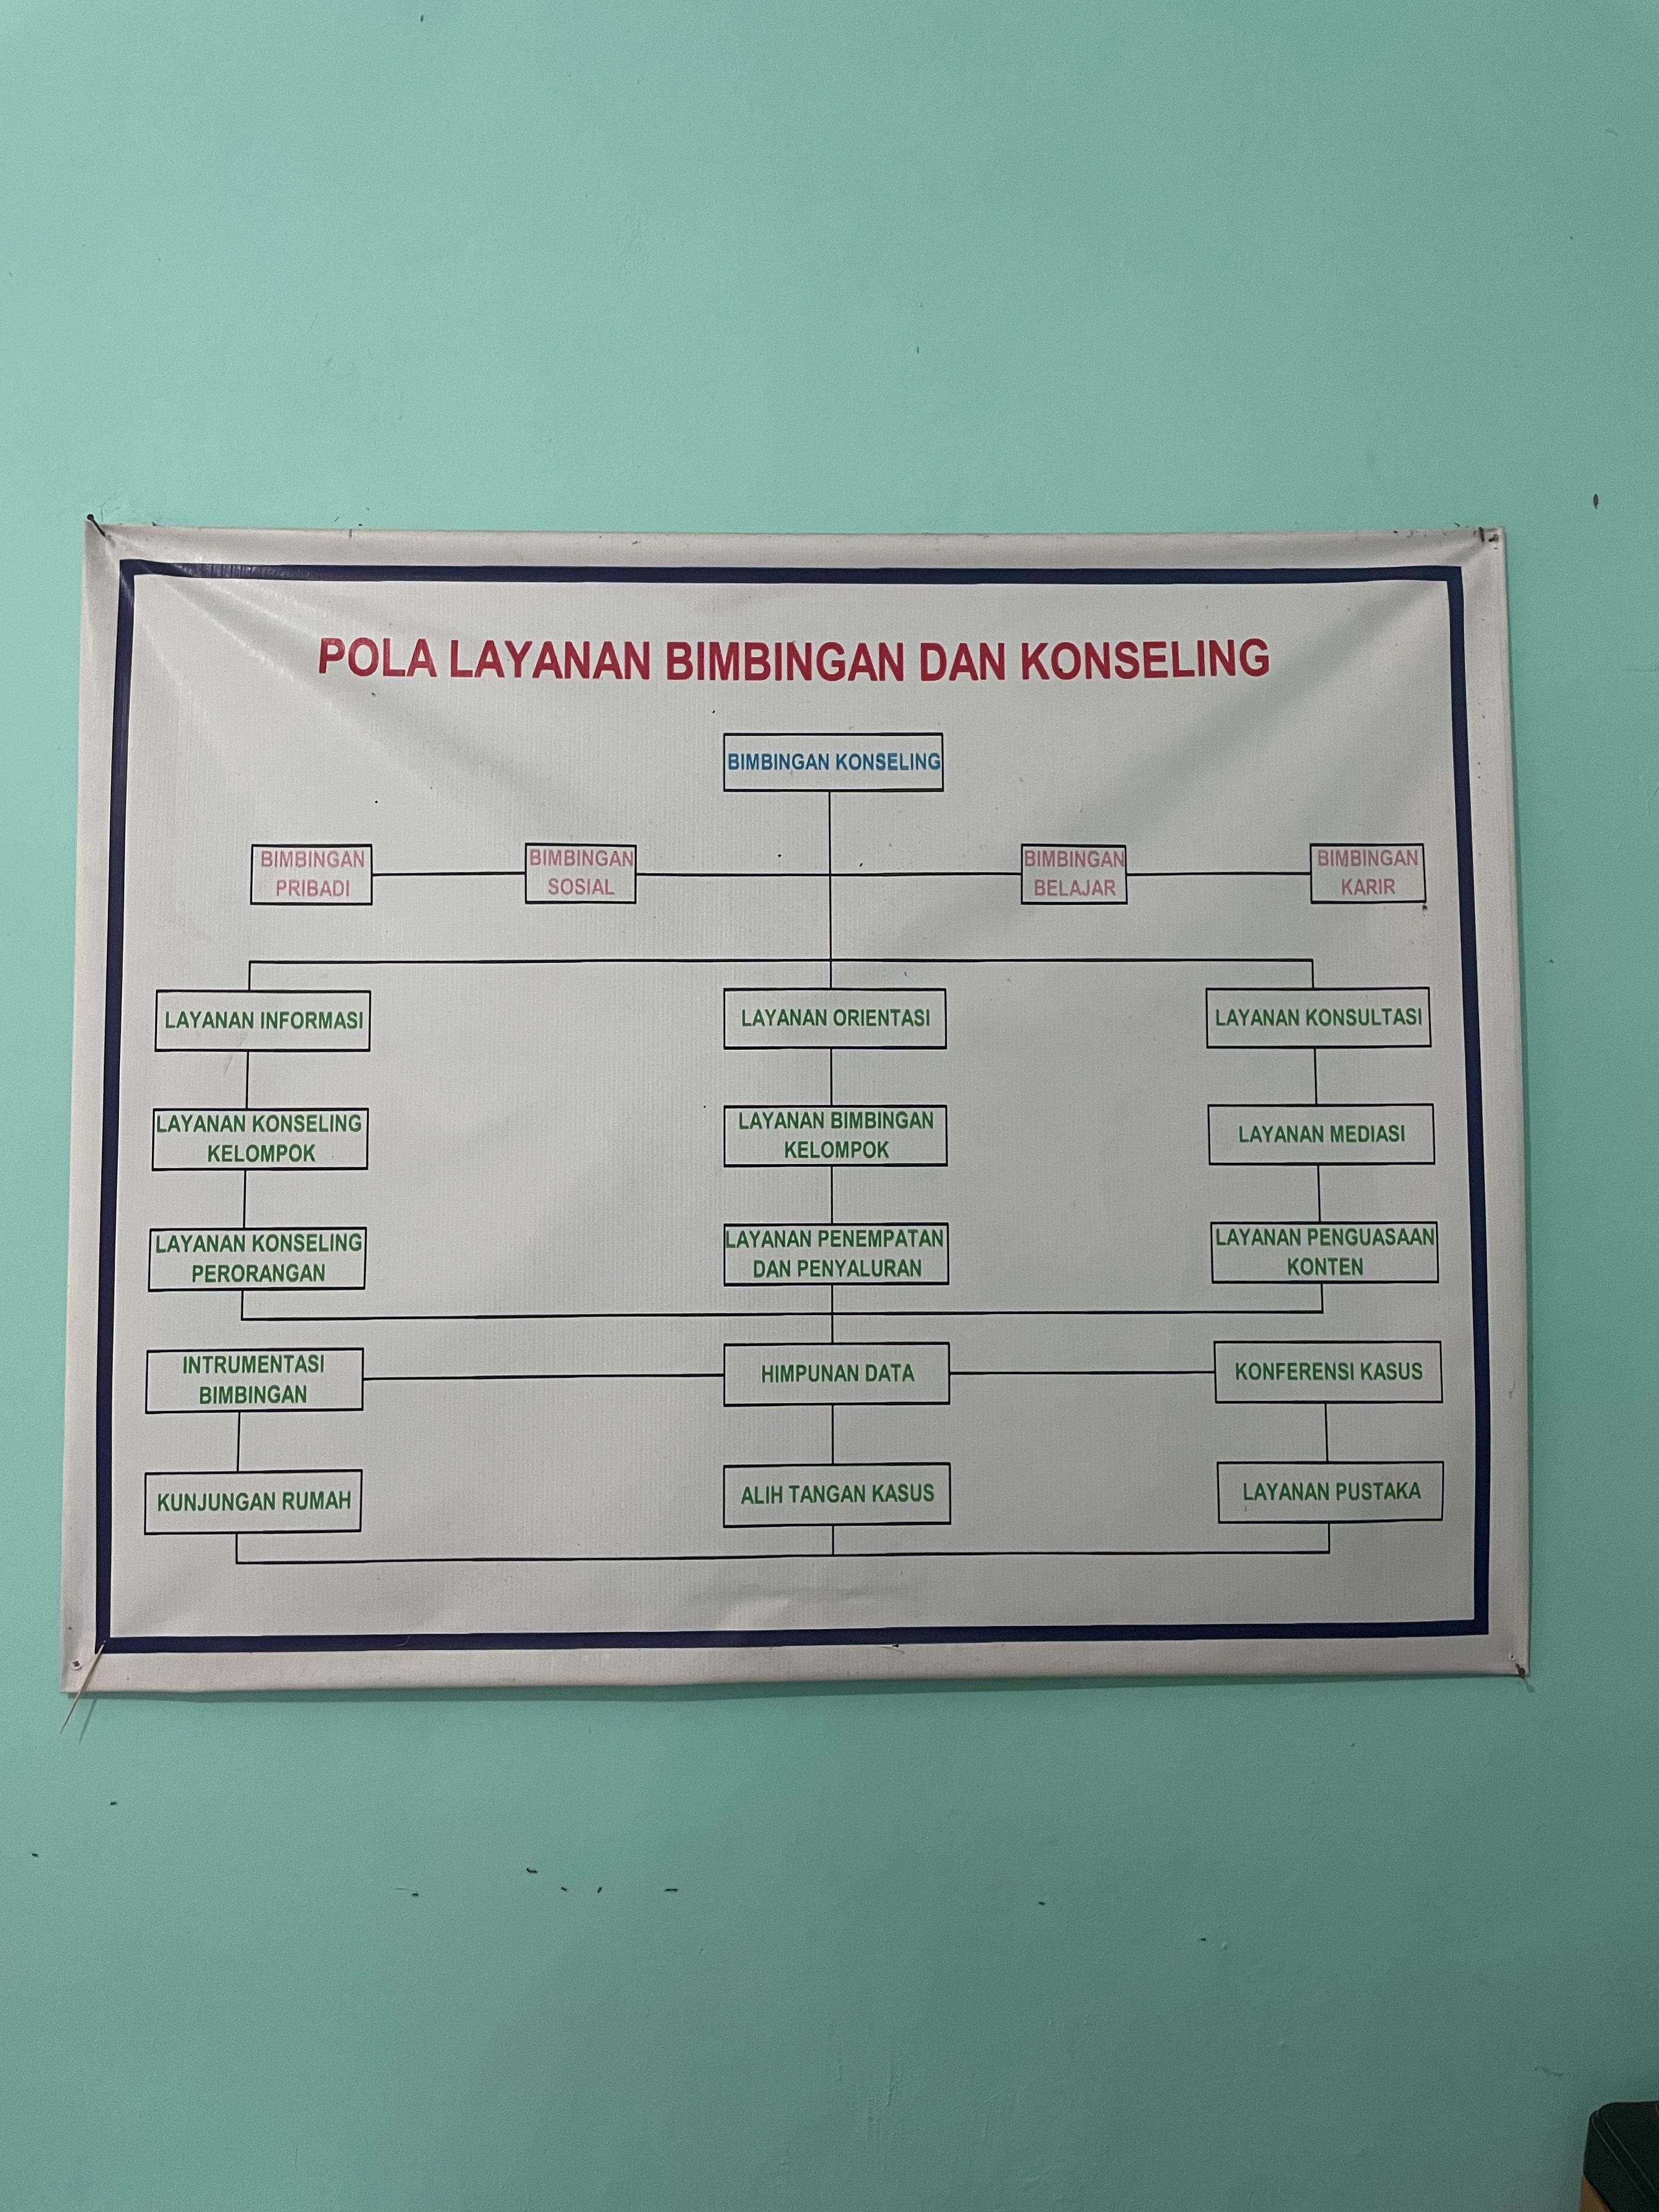 POLA LAYANAN BIMBINGAN DAN KONSELING
BIMBINGAN KONSELING
BIMBINGAN
PRIBADI
BIMBINGAN
SOSIAL
BIMBINGAN
BELAJAR
BIMBINGAN
KARIR
LAYANAN INFORMASI
LAYANAN ORIENTASI
LAYANAN KONSULTASI
LAYANAN KONSELING
KELOMPOK
LAYANAN BIMBINGAN
KELOMPOK
LAYANAN MEDIASI
LAYANAN KONSELING
PERORANGAN
LAYANAN PENEMPATAN
DAN PENYALURAN
LAYANAN PENGUASAAN
KONTEN
INTRUMENTASI
BIMBINGAN
HIMPUNAN DATA
KONFERENSI KASUS
KUNJUNGAN RUMAH
ALIH TANGAN KASUS
LAYANAN PUSTAKA